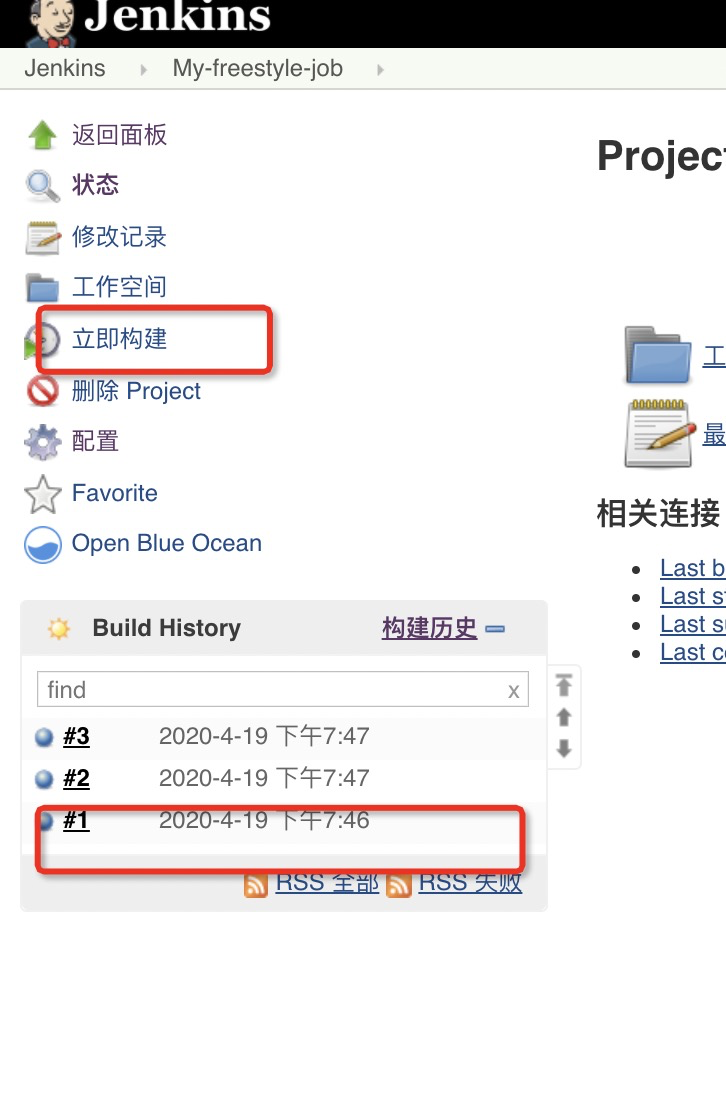 Jenkins
Jenkins My-freestyle-job
返回面板
状态
修改记录
工作空间
立即构建
删除 Project
配置
Favorite
Open Blue Ocean
Build History 构建历史
find x
#3 2020-4-19 下午7:47
#2 2020-4-19 下午7:47
#1 2020-4-19 下午7:46
RSS 全部 RSS 失败
Projec
工
最
相关连接
Last b
Last s
Last su
Last c